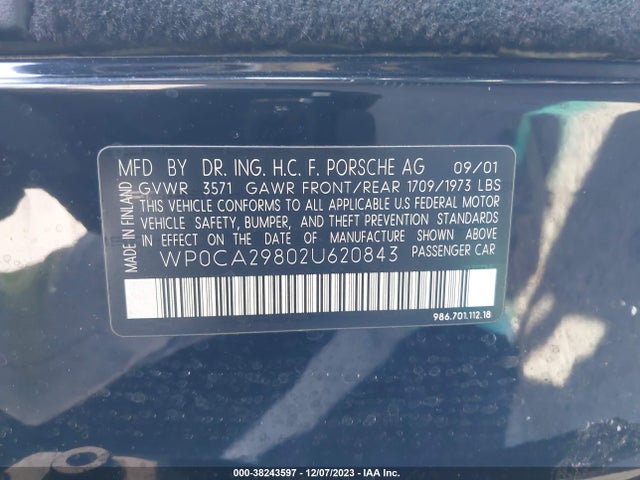 MFD BY DR. ING. H.C. F. PORSCHE AG 09/01
GVWR 3571 GAWR FRONT/REAR 1709/1973 LBS
THIS VEHICLE CONFORMS TO ALL APPLICABLE U.S FEDERAL MOTOR
VEHICLE SAFETY, BUMPER, AND THEFT PREVENTION STANDARDS
IN EFFECT ON THE DATE OF MANUFACTURE SHOWN ABOVE
WP0CA29802U620843 PASSENGER CAR
MADE IN FINLAND
986.701.112.18
000-38243597 - 12/07/2023 - IAA Inc.